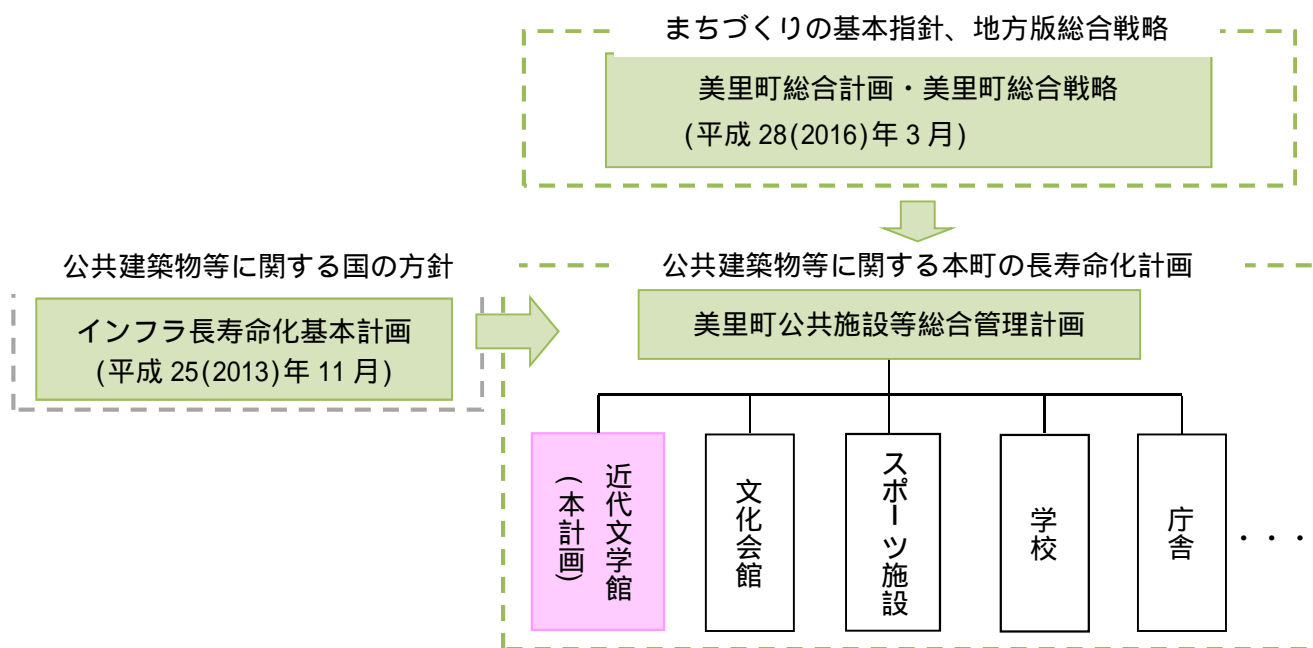 まちづくりの基本指針、地方版総合戦略
美里町総合計画・美里町総合戦略
(平成 28(2016)年 3 月)
公共建築物等に関する国の方針
インフラ長寿命化基本計画
(平成 25(2013)年 11 月)
公共建築物等に関する本町の長寿命化計画
美里町公共施設等総合管理計画
近代文学館
(本計画)
文化会館
スポーツ施設
学校
庁舎
・・・